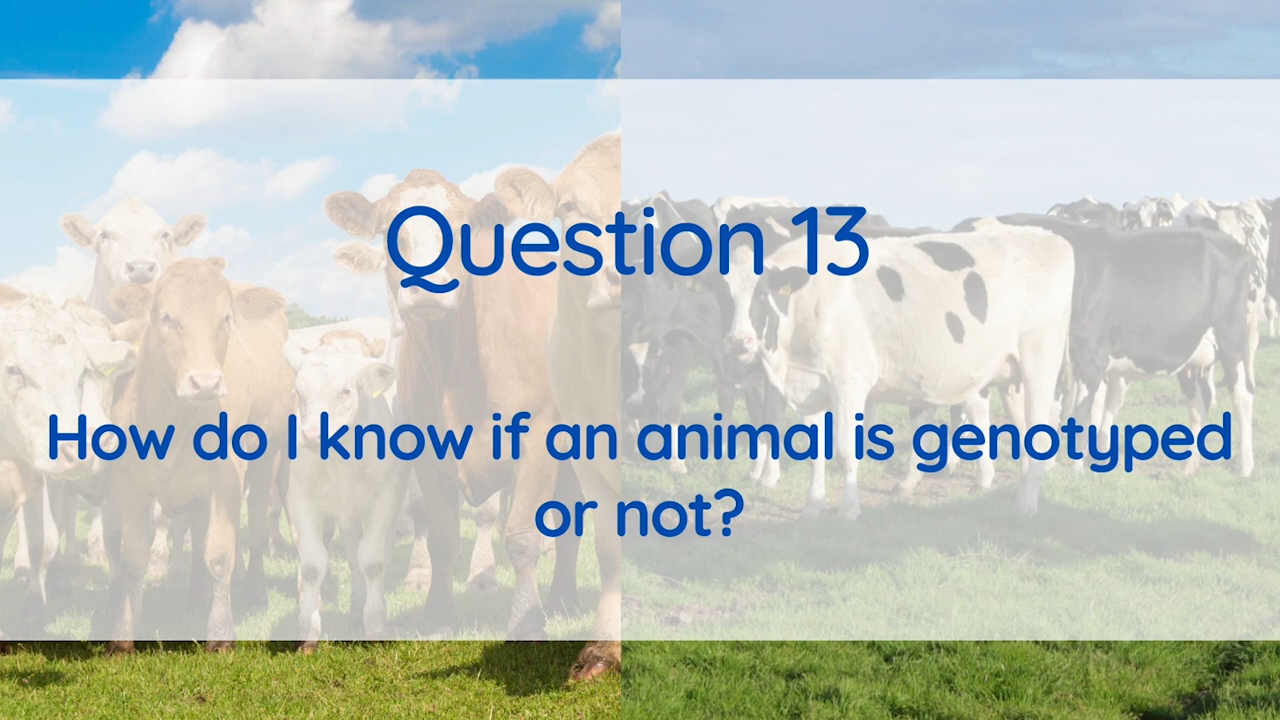 Question 13
How do I know if an animal is genotyped
or not?